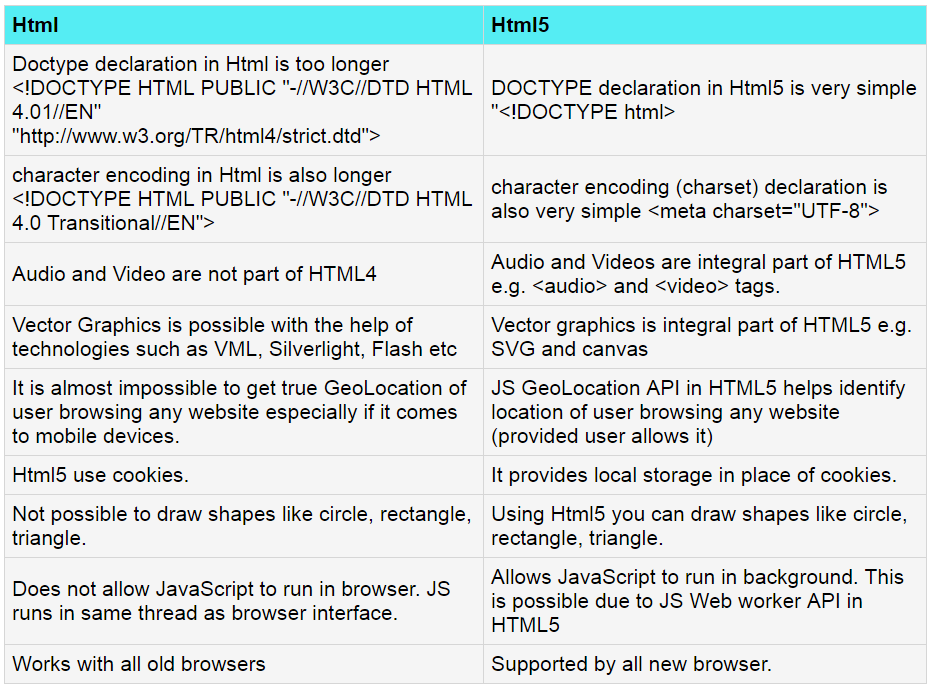 Html
Html5
Doctype declaration in Html is too longer
<!DOCTYPE HTML PUBLIC "-//W3C//DTD HTML
4.01//EN"
"http://www.w3.org/TR/html4/strict.dtd">
DOCTYPE declaration in Html5 is very simple
"<!DOCTYPE html>
character encoding in Html is also longer
<!DOCTYPE HTML PUBLIC "-//W3C//DTD HTML
4.0 Transitional//EN">
character encoding (charset) declaration is
also very simple <meta charset="UTF-8">
Audio and Video are not part of HTML4
Audio and Videos are integral part of HTML5
e.g. <audio> and <video> tags.
Vector Graphics is possible with the help of
technologies such as VML, Silverlight, Flash etc
Vector graphics is integral part of HTML5 e.g.
SVG and canvas
It is almost impossible to get true GeoLocation of
user browsing any website especially if it comes
to mobile devices.
JS GeoLocation API in HTML5 helps identify
location of user browsing any website
(provided user allows it)
Html5 use cookies.
It provides local storage in place of cookies.
Not possible to draw shapes like circle, rectangle,
triangle.
Using Html5 you can draw shapes like circle,
rectangle, triangle.
Does not allow JavaScript to run in browser. JS
runs in same thread as browser interface.
Allows JavaScript to run in background. This
is possible due to JS Web worker API in
HTML5
Works with all old browsers
Supported by all new browser.